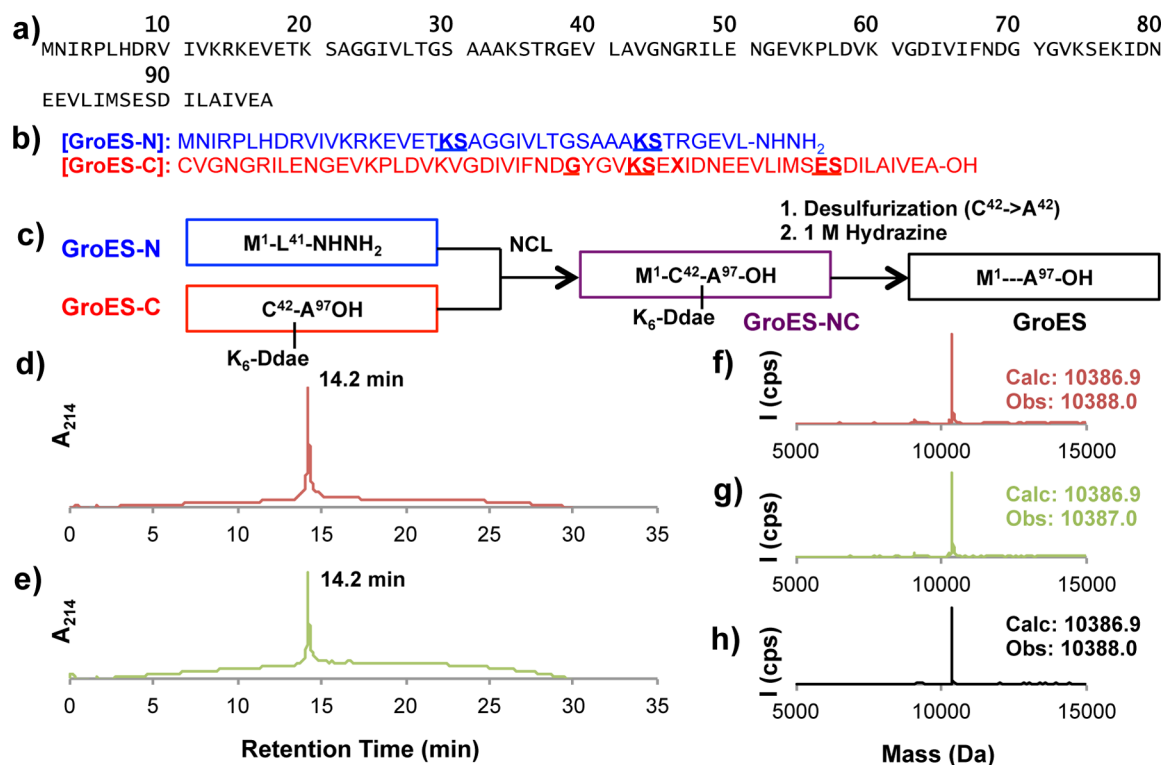 a)
10 20 30 40 50 60 70 80
MNIRPLHDRV IVKRKEVETK SAGGIVLTGS AAAKSTRGEV LAVGNGRILE NGEVKPLDVK VGDIVIFNDG YGVKSEKIDN
90
EEVLIMSESD ILAIVEA
b)
[GroES-N]: MNIRPLHDRVIVKRKEVETKSAGGIVLTGSAAAKSTRGEVL-NHNH2
[GroES-C]: CVGNGRILENGEVKPLDVKVGDIVIFNDGYGVKSEXIDNEEVLIMSESDILAIVEA-OH
c)
1. Desulfurization (C42->A42)
2. 1 M Hydrazine
GroES-N
M1-L41-NHNH2
NCL
GroES-C
C42-A97OH
K6-Ddae
M1-C42-A97-OH
K6-Ddae
GroES-NC
M1---A97-OH
GroES
d)
14.2 min
A214
0 5 10 15 20 25 30 35
e)
14.2 min
A214
0 5 10 15 20 25 30 35
Retention Time (min)
f)
I (cps)
Calc: 10386.9
Obs: 10388.0
5000 10000 15000
g)
I (cps)
Calc: 10386.9
Obs: 10387.0
5000 10000 15000
h)
I (cps)
Calc: 10386.9
Obs: 10388.0
5000 10000 15000
Mass (Da)